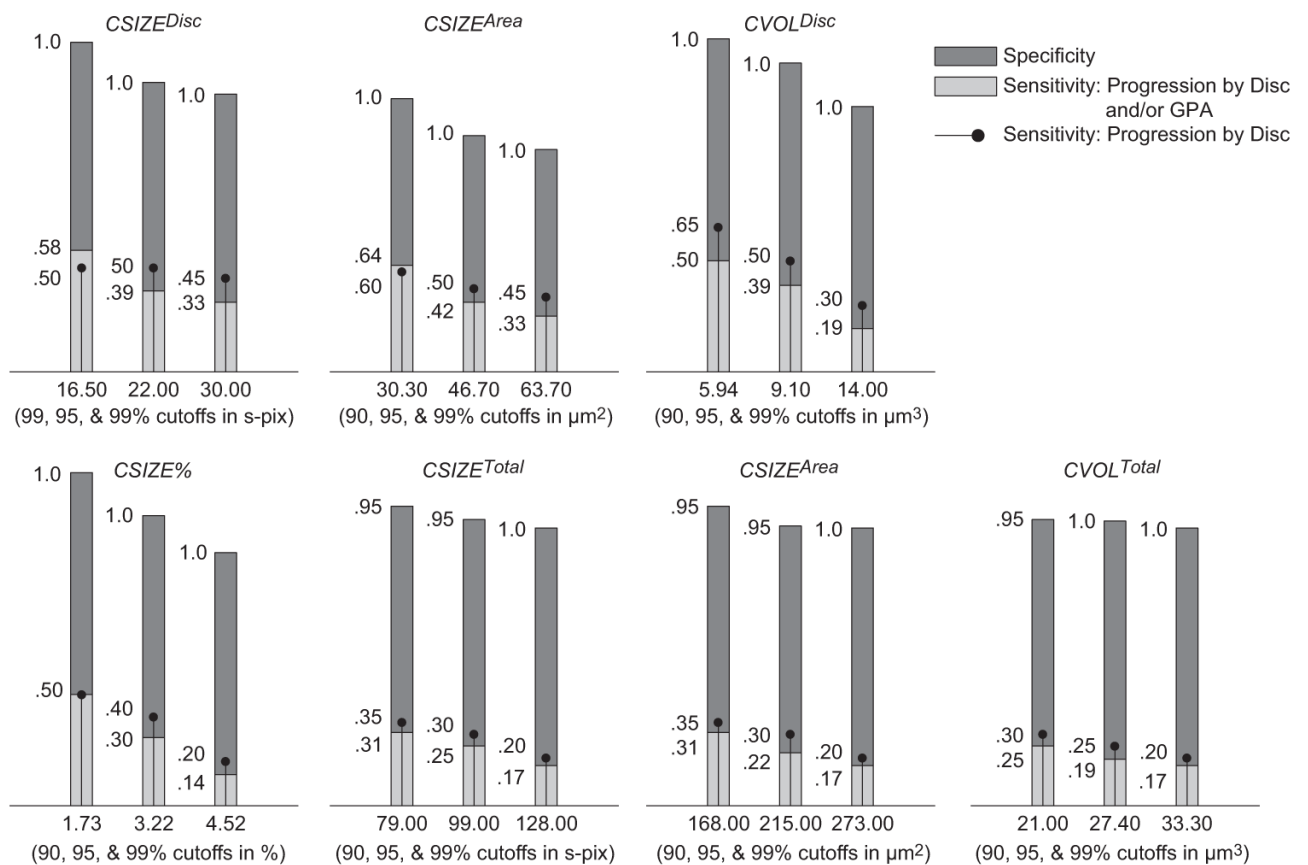 CSIZE^Disc
1.0
1.0
1.0
.58
.50
50
.39
.45
.33
16.50 22.00 30.00
(99, 95, & 99% cutoffs in s-pix)
CSIZE^Area
1.0
1.0
1.0
.64
.60
.50
.42
.45
.33
30.30 46.70 63.70
(90, 95, & 99% cutoffs in µm²)
CVOL^Disc
1.0
1.0
1.0
.65
.50
.50
.39
.30
.19
5.94 9.10 14.00
(90, 95, & 99% cutoffs in µm³)
Specificity
Sensitivity: Progression by Disc
and/or GPA
Sensitivity: Progression by Disc
CSIZE%
1.0
1.0
1.0
.50
.40
.30
.20
.14
1.73 3.22 4.52
(90, 95, & 99% cutoffs in %)
CSIZE^Total
.95
.95
1.0
.35
.31
.30
.25
.20
.17
79.00 99.00 128.00
(90, 95, & 99% cutoffs in s-pix)
CSIZE^Area
.95
.95
1.0
.35
.31
.30
.22
.20
.17
168.00 215.00 273.00
(90, 95, & 99% cutoffs in µm²)
CVOL^Total
.95
1.0
1.0
.30
.25
.25
.19
.20
.17
21.00 27.40 33.30
(90, 95, & 99% cutoffs in µm³)